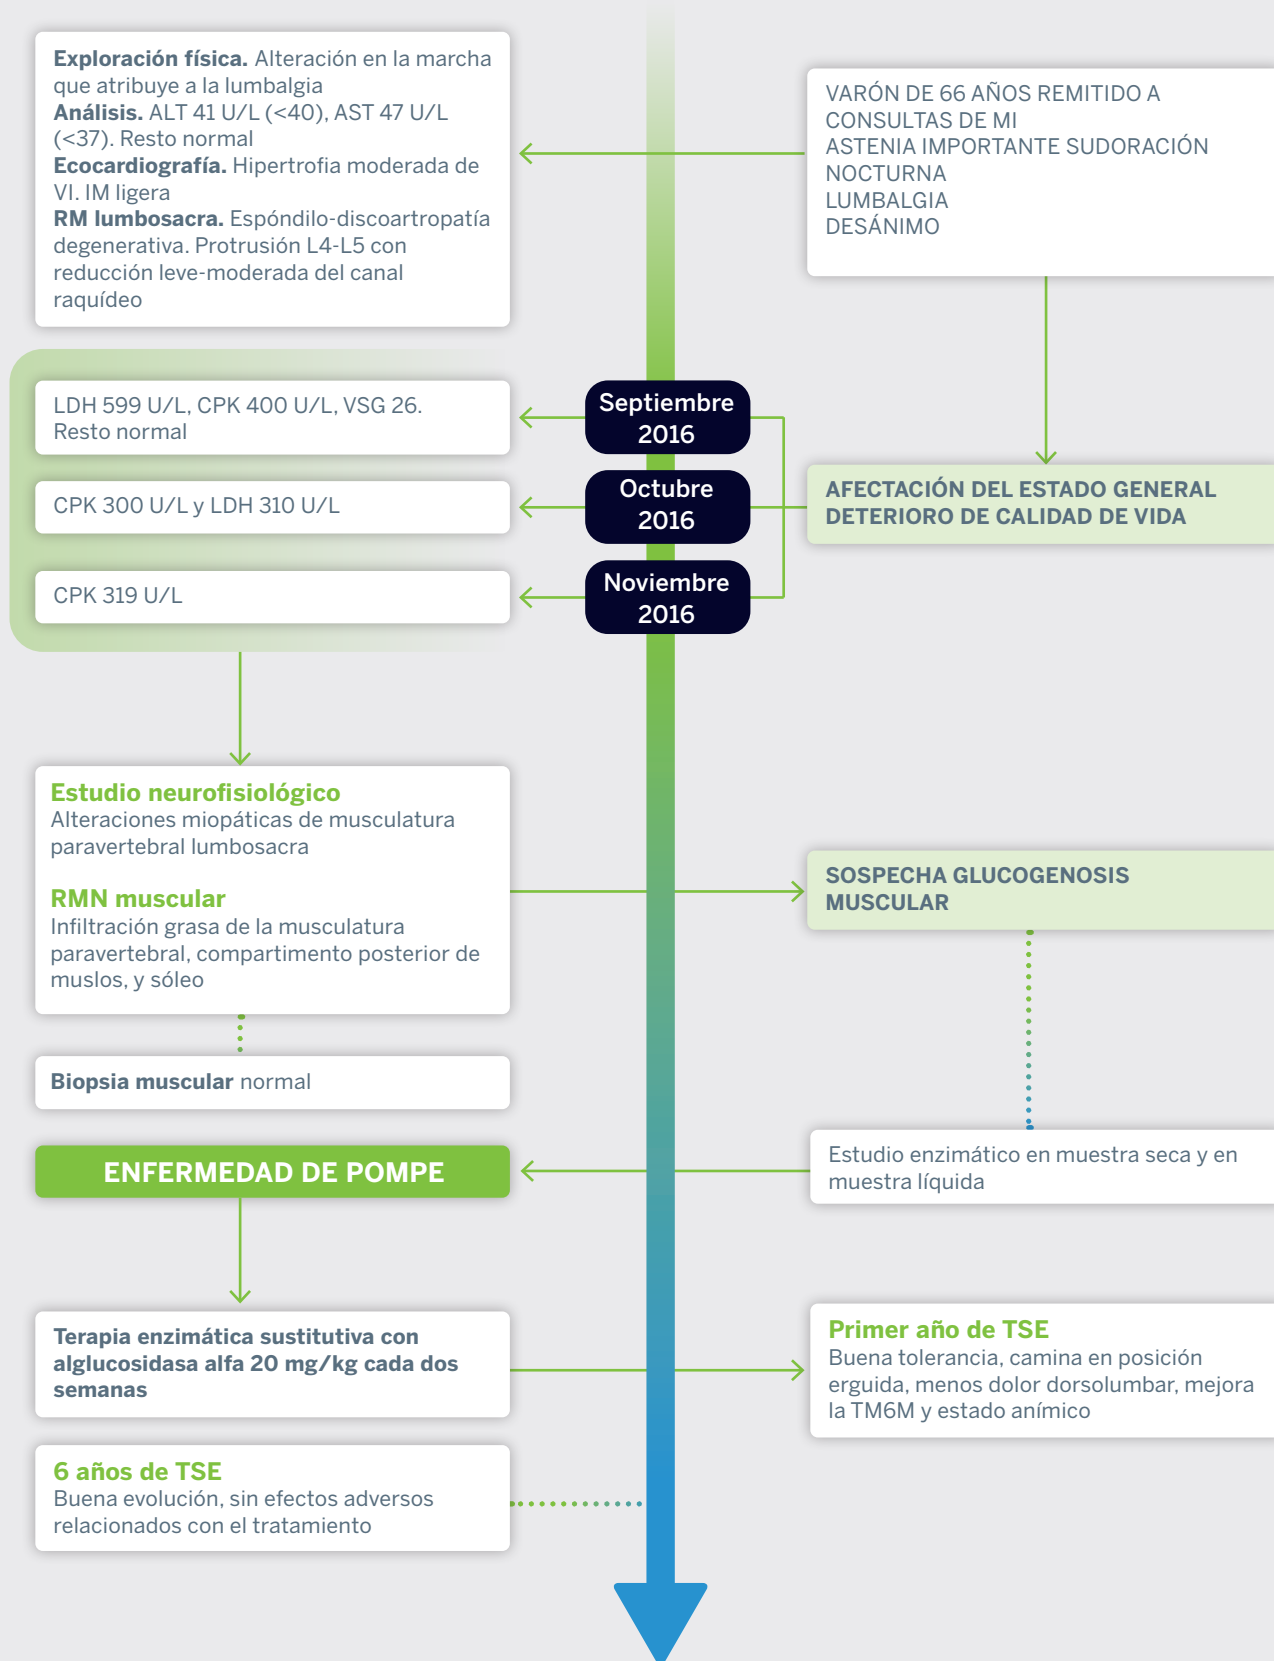 VARÓN DE 66 AÑOS REMITIDO A
CONSULTAS DE MI
ASTENIA IMPORTANTE SUDORACIÓN
NOCTURNA
LUMBALGIA
DESÁNIMO
Exploración física. Alteración en la marcha
que atribuye a la lumbalgia
Análisis. ALT 41 U/L (<40), AST 47 U/L
(<37). Resto normal
Ecocardiografía. Hipertrofia moderada de
VI. IM ligera
RM lumbosacra. Espóndilo-discoartropatía
degenerativa. Protrusión L4-L5 con
reducción leve-moderada del canal
raquídeo
AFECTACIÓN DEL ESTADO GENERAL
DETERIORO DE CALIDAD DE VIDA
Septiembre
2016
LDH 599 U/L, CPK 400 U/L, VSG 26.
Resto normal
Octubre
2016
CPK 300 U/L y LDH 310 U/L
Noviembre
2016
CPK 319 U/L
Estudio neurofisiológico
Alteraciones miopáticas de musculatura
paravertebral lumbosacra
RMN muscular
Infiltración grasa de la musculatura
paravertebral, compartimento posterior de
muslos, y sóleo
SOSPECHA GLUCOGENOSIS
MUSCULAR
Biopsia muscular normal
Estudio enzimático en muestra seca y en
muestra líquida
ENFERMEDAD DE POMPE
Terapia enzimática sustitutiva con
alglucosidasa alfa 20 mg/kg cada dos
semanas
Primer año de TSE
Buena tolerancia, camina en posición
erguida, menos dolor dorsolumbar, mejora
la TM6M y estado anímico
6 años de TSE
Buena evolución, sin efectos adversos
relacionados con el tratamiento